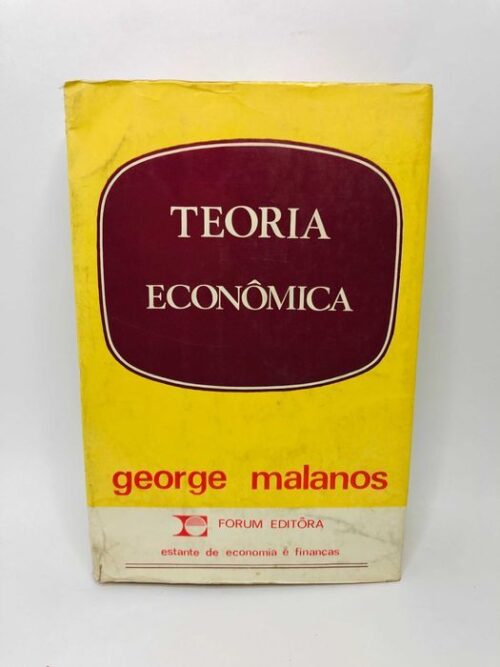 TEORIA
ECONÔMICA
george malanos
FORUM EDITÔRA
estante de economia e finanças